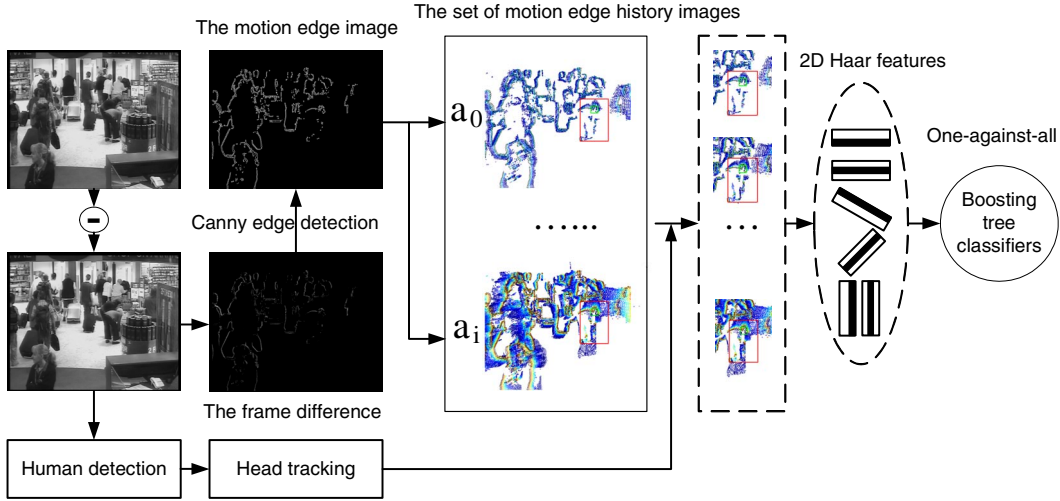 The set of motion edge history images
The motion edge image
2D Haar features
a0
One-against-all
Canny edge detection
......
...
Boosting
tree
classifiers
ai
The frame difference
Human detection
Head tracking